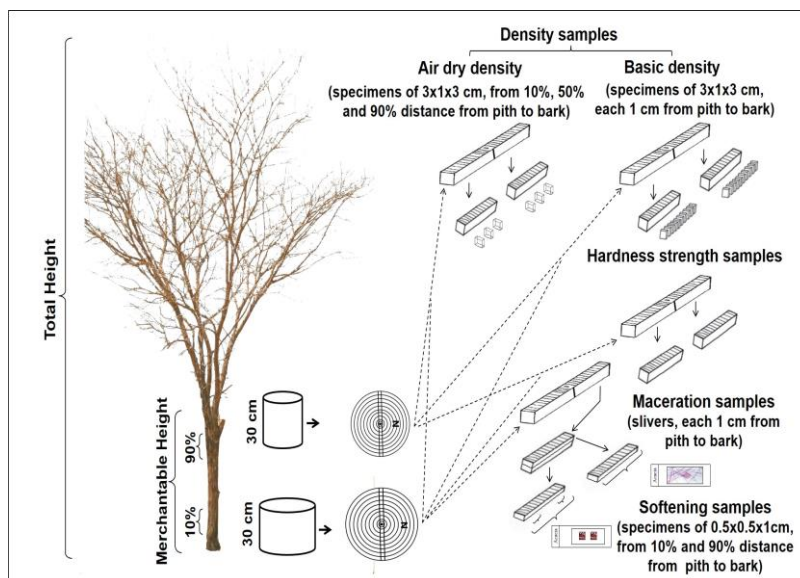 Density samples
Air dry density
(specimens of 3x1x3 cm, from 10%, 50%
and 90% distance from pith to bark)
Basic density
(specimens of 3x1x3 cm,
each 1 cm from pith to bark)
Hardness strength samples
Total Height
Merchantable Height
90%
10%
30 cm
N
30 cm
N
Maceration samples
(slivers, each 1 cm from
pith to bark)
Softening samples
(specimens of 0.5x0.5x1cm,
from 10% and 90% distance
from pith to bark)